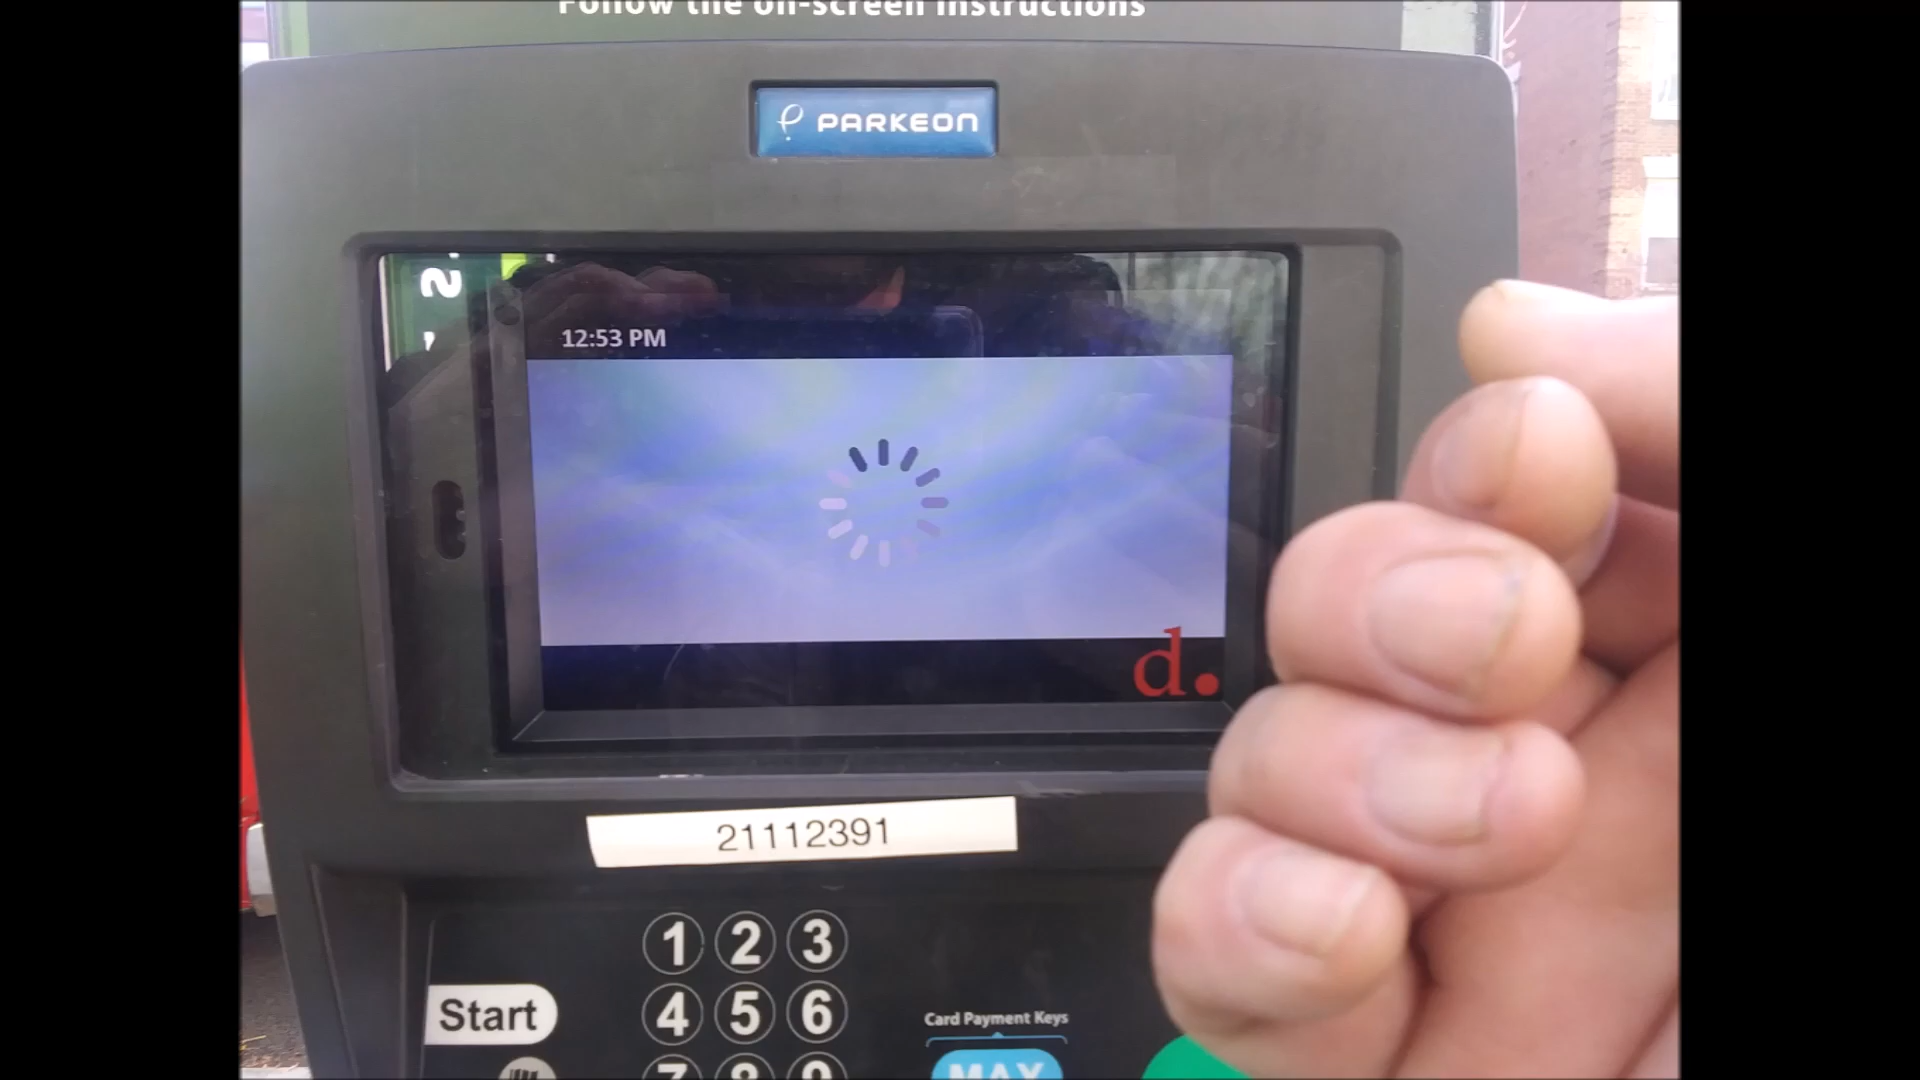 Follow the on-screen instructions
PARKEON
12:53 PM
d.
21112391
1 2 3
4 5 6
Start
7 8 9
Card Payment Keys
MAX